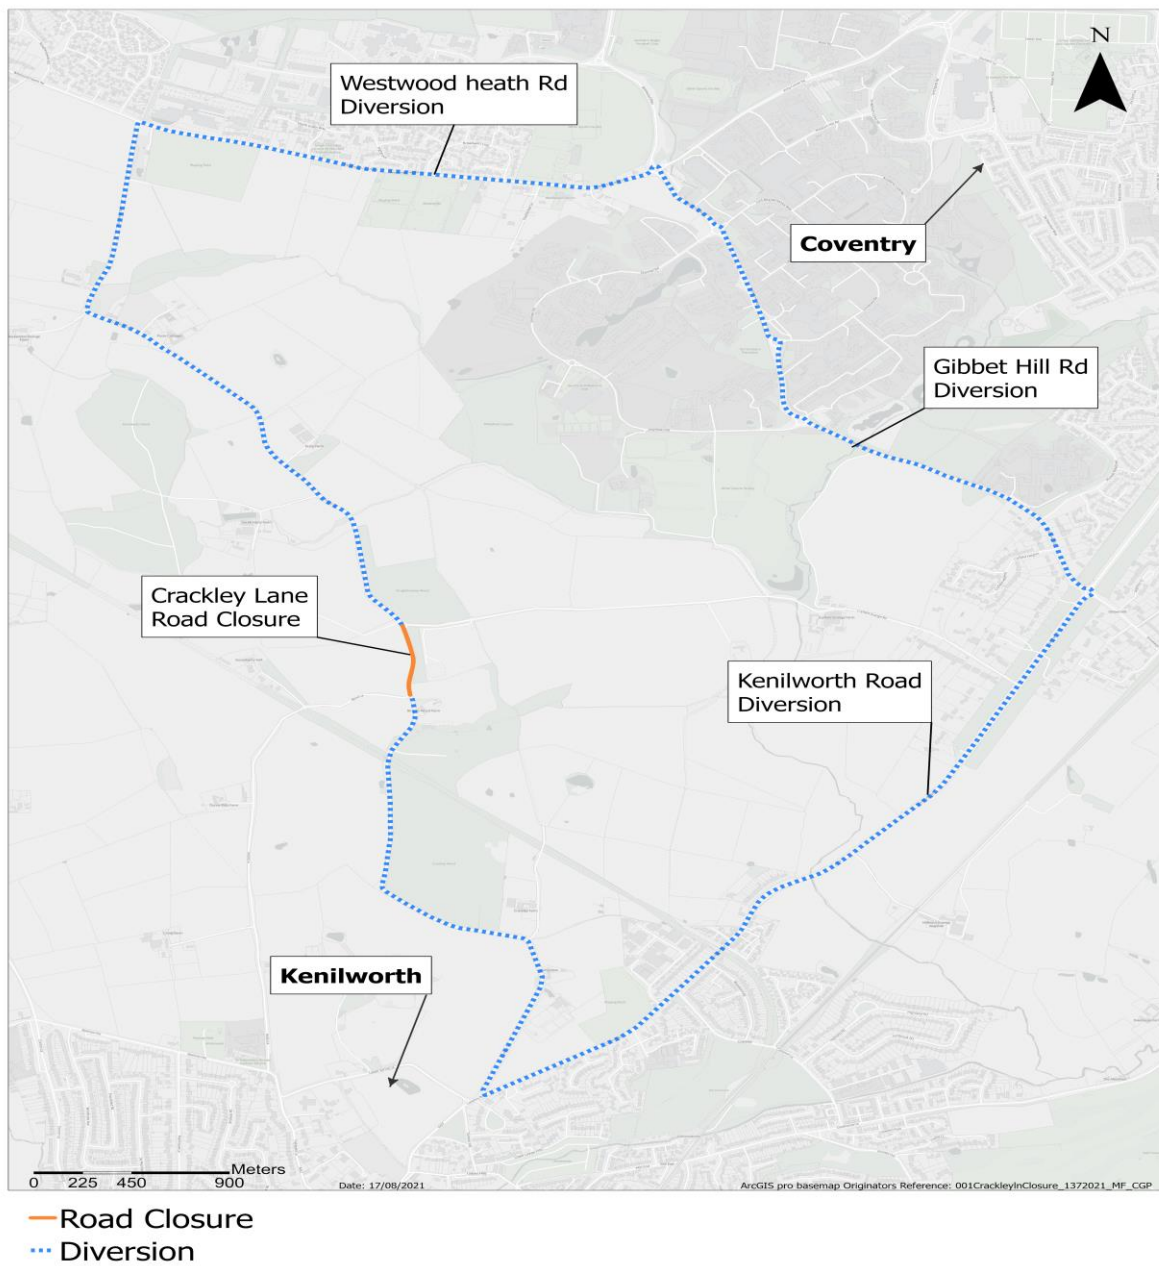 N
Westwood heath Rd
Diversion
Coventry
Gibbet Hill Rd
Diversion
Crackley Lane
Road Closure
Kenilworth Road
Diversion
Kenilworth
Meters
0 225 450 900
Date: 17/08/2021
ArcGIS pro basemap Originators Reference: 001CrackleylnClosure_1372021_MF_CGP
Road Closure
Diversion